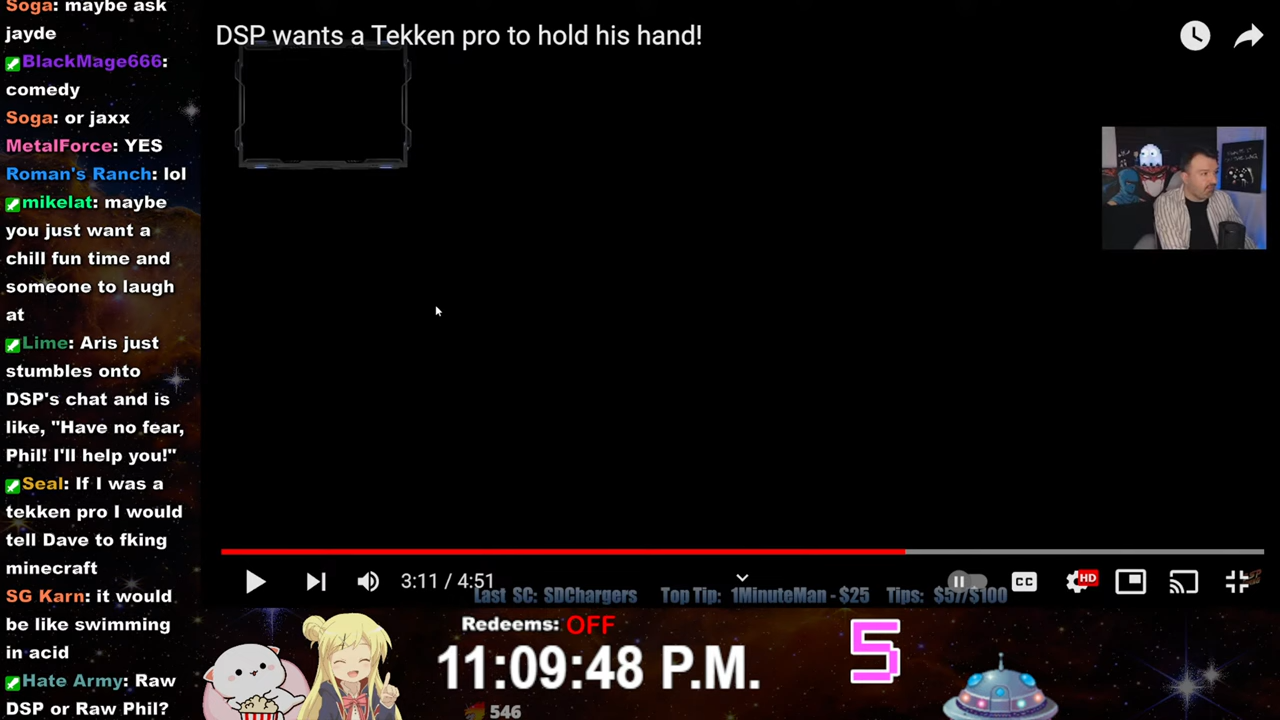 Soga: maybe ask
jayde
BlackMage666:
comedy
Soga: or jaxx
MetalForce: YES
Roman's Ranch: lol
mikelat: maybe
you just want a
chill fun time and
someone to laugh
at
Lime: Aris just
stumbles onto
DSP's chat and is
like, "Have no fear,
Phil! I'll help you!"
Seal: If I was a
tekken pro I would
tell Dave to fking
minecraft
SG Karn: it would
be like swimming
in acid
Hate Army: Raw
DSP or Raw Phil?
DSP wants a Tekken pro to hold his hand!
3:11 / 4:51
CC
HD
Last SC: SDChargers Top Tip: 1MinuteMan - $25 Tips: $57/$100
Redeems: OFF
11:09:48 P.M.
5
546